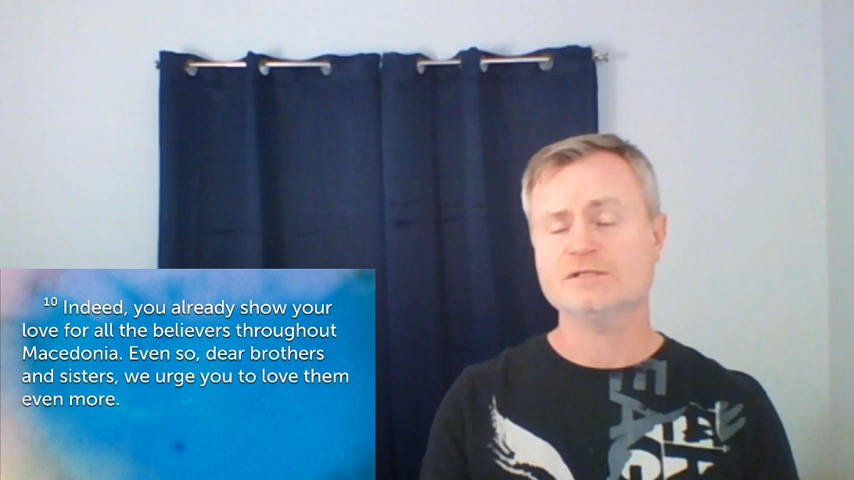 10 Indeed, you already show your
love for all the believers throughout
Macedonia. Even so, dear brothers
and sisters, we urge you to love them
even more.